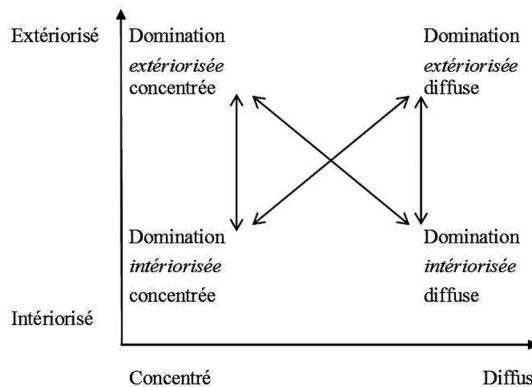 Extériorisé
Domination
extériorisée
concentrée
Domination
extériorisée
diffuse
Domination
intériorisée
concentrée
Domination
intériorisée
diffuse
Intériorisé
Concentré
Diffus